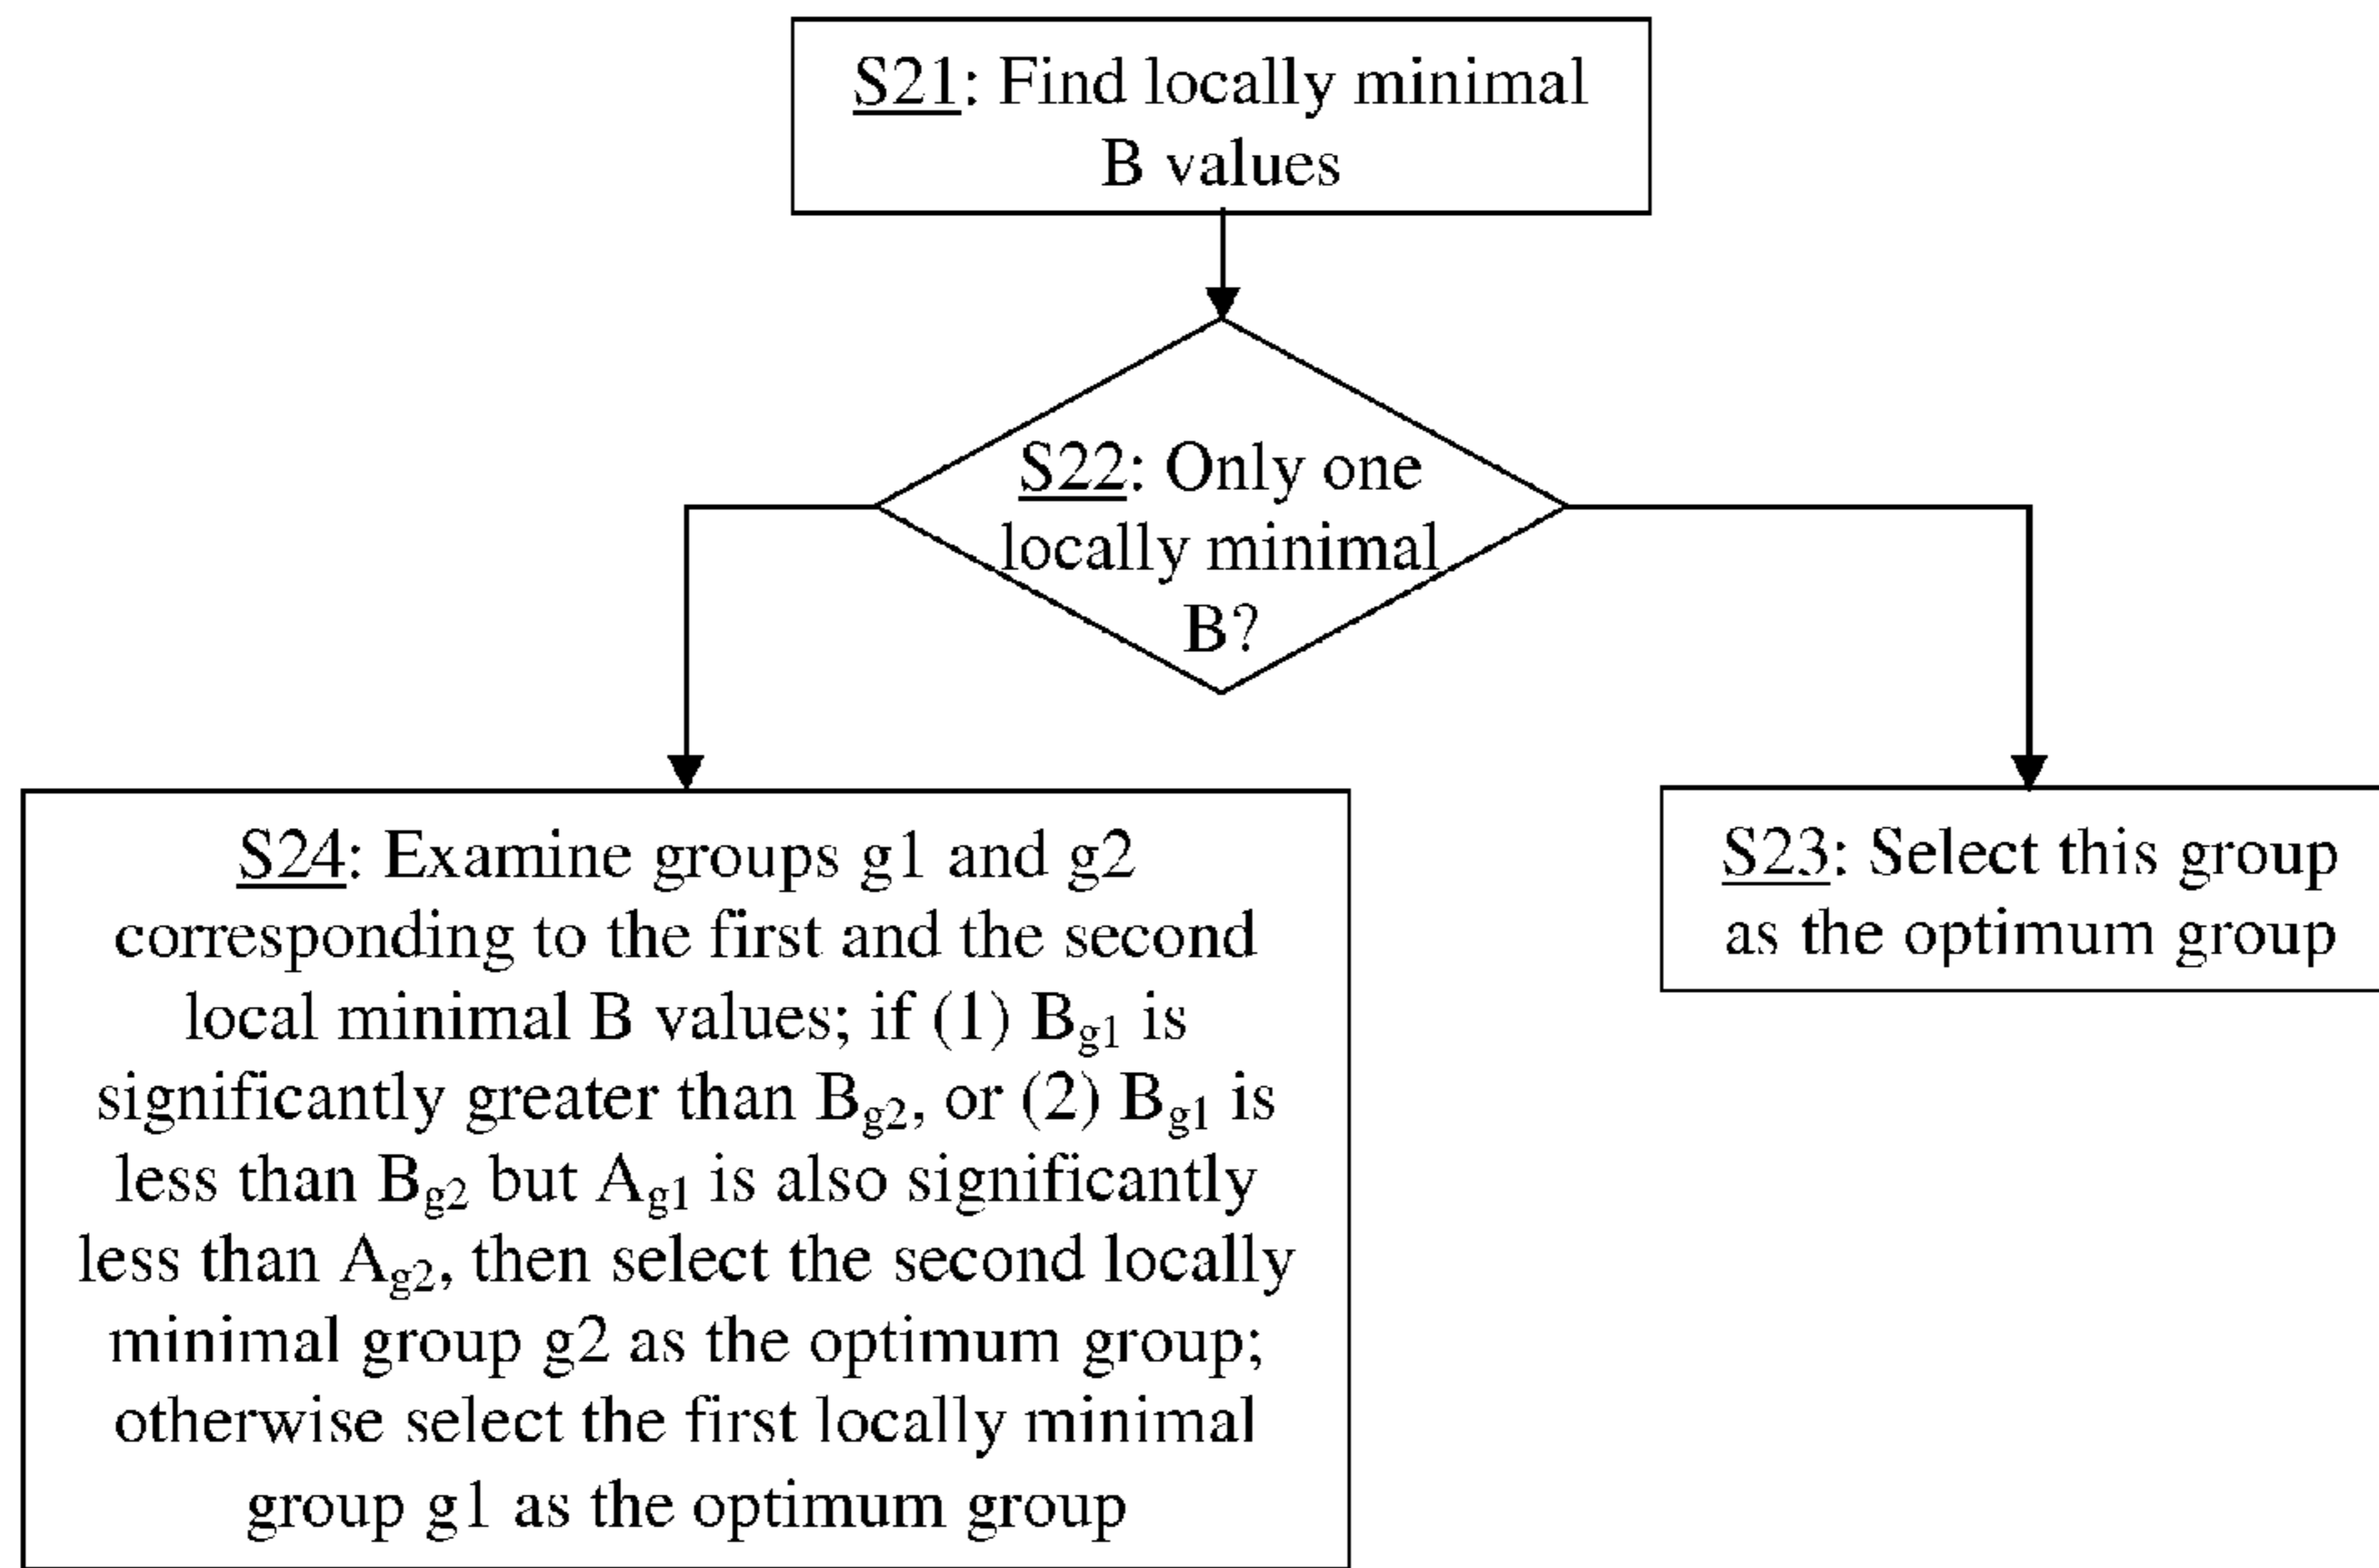 S21: Find locally minimal
B values
S22: Only one
locally minimal
B?
S24: Examine groups g1 and g2
corresponding to the first and the second
local minimal B values; if (1) Bg1 is
significantly greater than Bg2, or (2) Bg1 is
less than Bg2 but Ag1 is also significantly
less than Ag2, then select the second locally
minimal group g2 as the optimum group;
otherwise select the first locally minimal
group g1 as the optimum group
S23: Select this group
as the optimum group